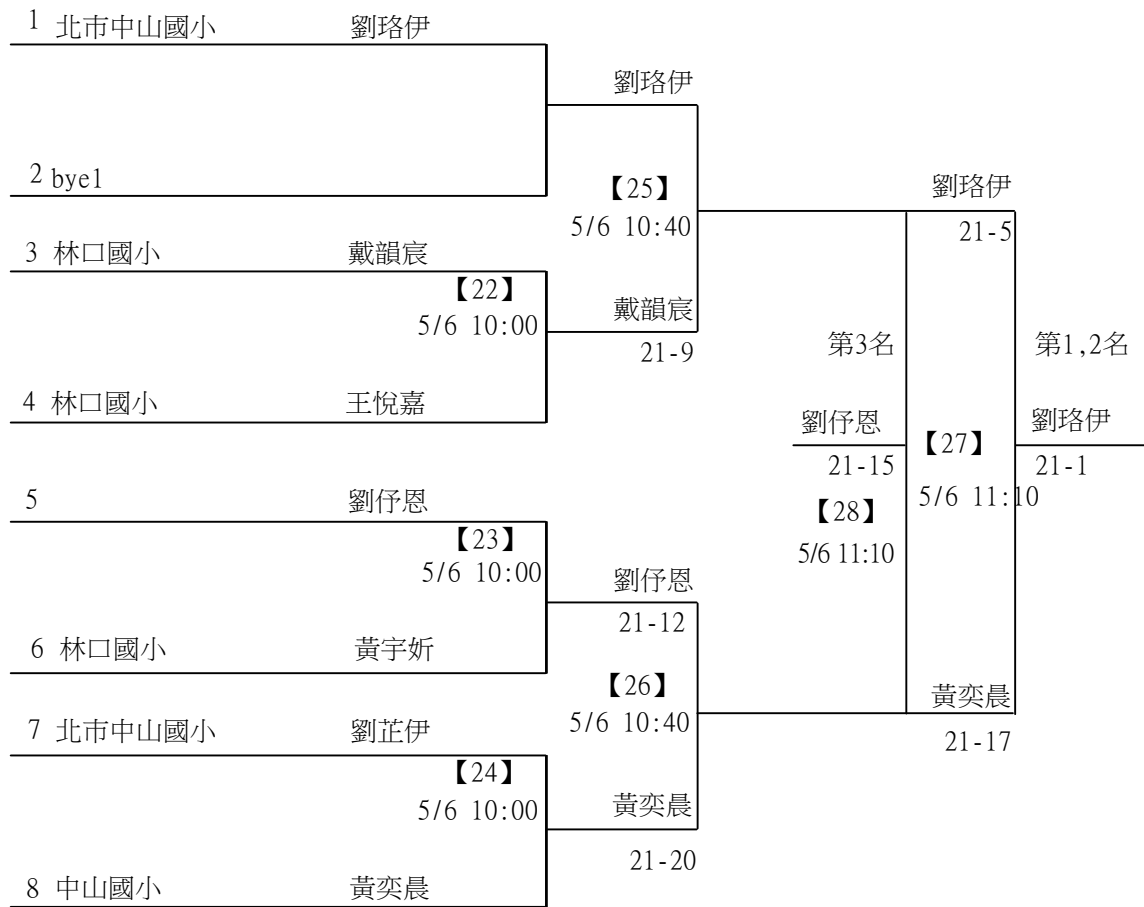 1 北市中山國小 劉珞伊
劉珞伊
2 bye1
【25】
劉珞伊
5/6 10:40
21-5
3 林口國小 戴韻宸
【22】
戴韻宸
5/6 10:00
第3名
第1,2名
21-9
4 林口國小 王悅嘉
劉伃恩
劉珞伊
【27】
21-15
21-1
5 劉伃恩
5/6 11:10
【28】
【23】
5/6 11:10
5/6 10:00
劉伃恩
21-12
6 林口國小 黃宇妡
【26】
黃奕晨
5/6 10:40
7 北市中山國小 劉芷伊
21-17
【24】
5/6 10:00
黃奕晨
21-20
8 中山國小 黃奕晨